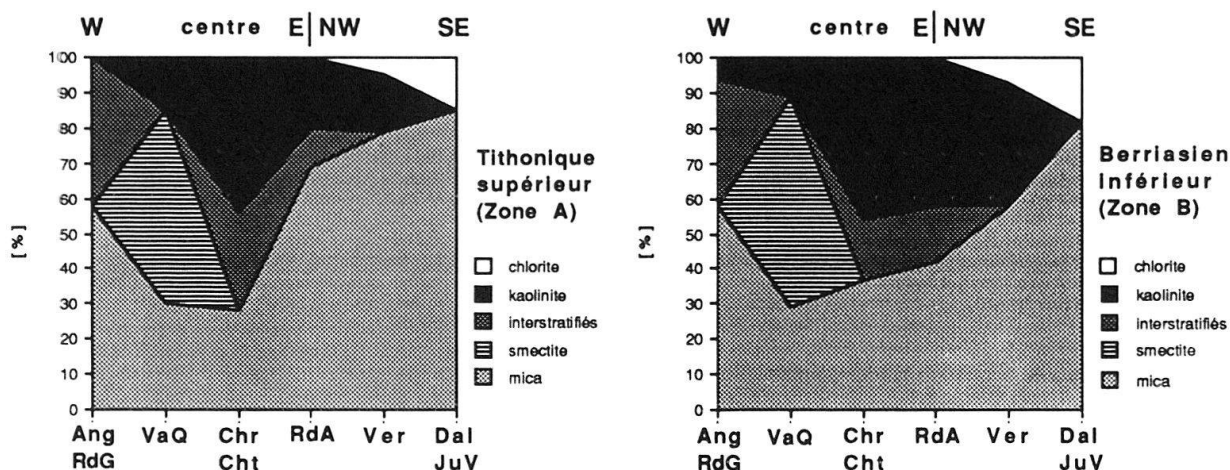 W centre E|NW SE
100
90
80
70
60
50
40
30
20
10
0
[%]
Ang VaQ Chr RdA Ver Dal
RdG Cht JuV
Tithonique
supérieur
(Zone A)
chlorite
kaolinite
interstratifiés
smectite
mica
W centre E|NW SE
100
90
80
70
60
50
40
30
20
10
0
[%]
Ang VaQ Chr RdA Ver Dal
RdG Cht JuV
Berriasien
inférieur
(Zone B)
chlorite
kaolinite
interstratifiés
smectite
mica